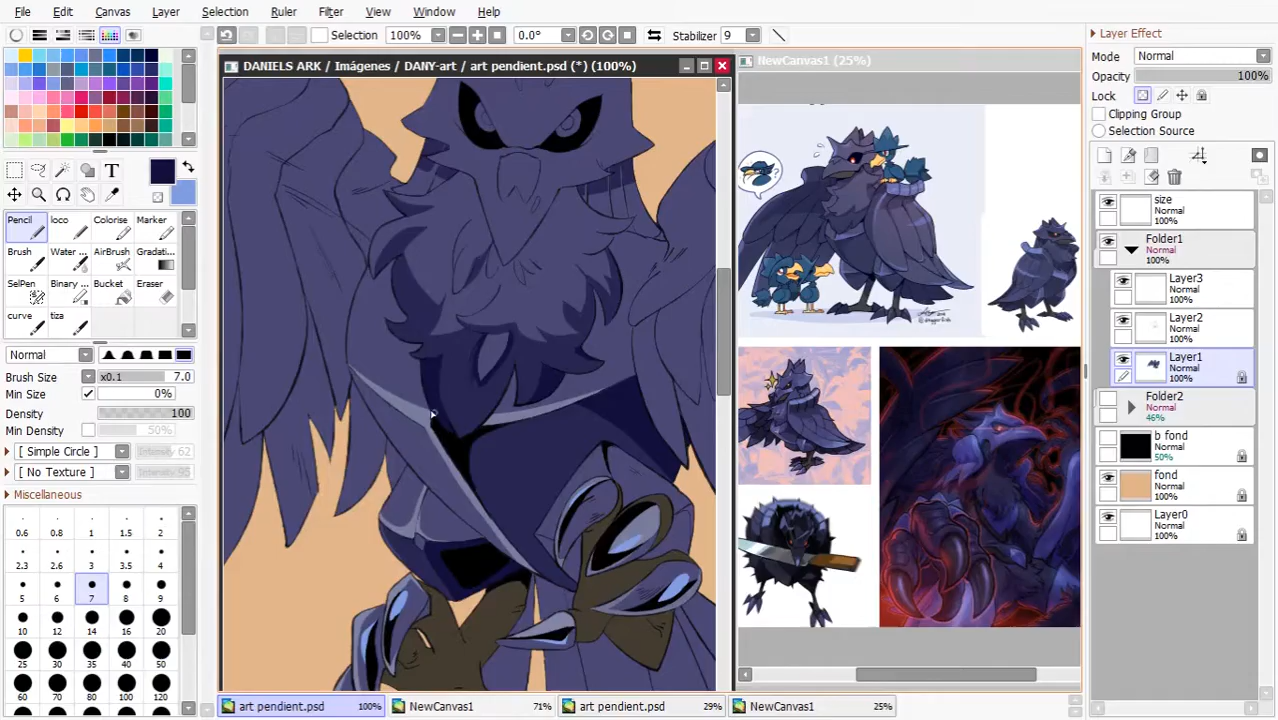 File Edit Canvas Layer Selection Ruler Filter View Window Help
Selection 100% 0.0° Stabilizer 9
DANIELS ARK / Imágenes / DANY-art / art pendient.psd (*) (100%)
NewCanvas1 (25%)
T
Pencil loco Colorise Marker
Brush Water ... AirBrush Gradati...
SelPen Binary ... Bucket Eraser
curve tiza
Normal
Brush Size x0.1 7.0
Min Size 0%
Density 100
Min Density 50%
[ Simple Circle ] Intensity 62
[ No Texture ] Intensity 95
Miscellaneous
0.6 0.8 1 1.5 2
2.3 2.6 3 3.5 4
5 6 7 8 9
10 12 14 16 20
25 30 35 40 50
60 70 80 100 120
?
Layer Effect
Mode Normal
Opacity 100%
Lock
Clipping Group
Selection Source
size
Normal
100%
Folder1
Normal
100%
Layer3
Normal
100%
Layer2
Normal
100%
Layer1
Normal
100%
Folder2
Normal
46%
b fond
Normal
50%
fond
Normal
100%
Layer0
Normal
100%
art pendient.psd 100% NewCanvas1 71% art pendient.psd 29% NewCanvas1 25%